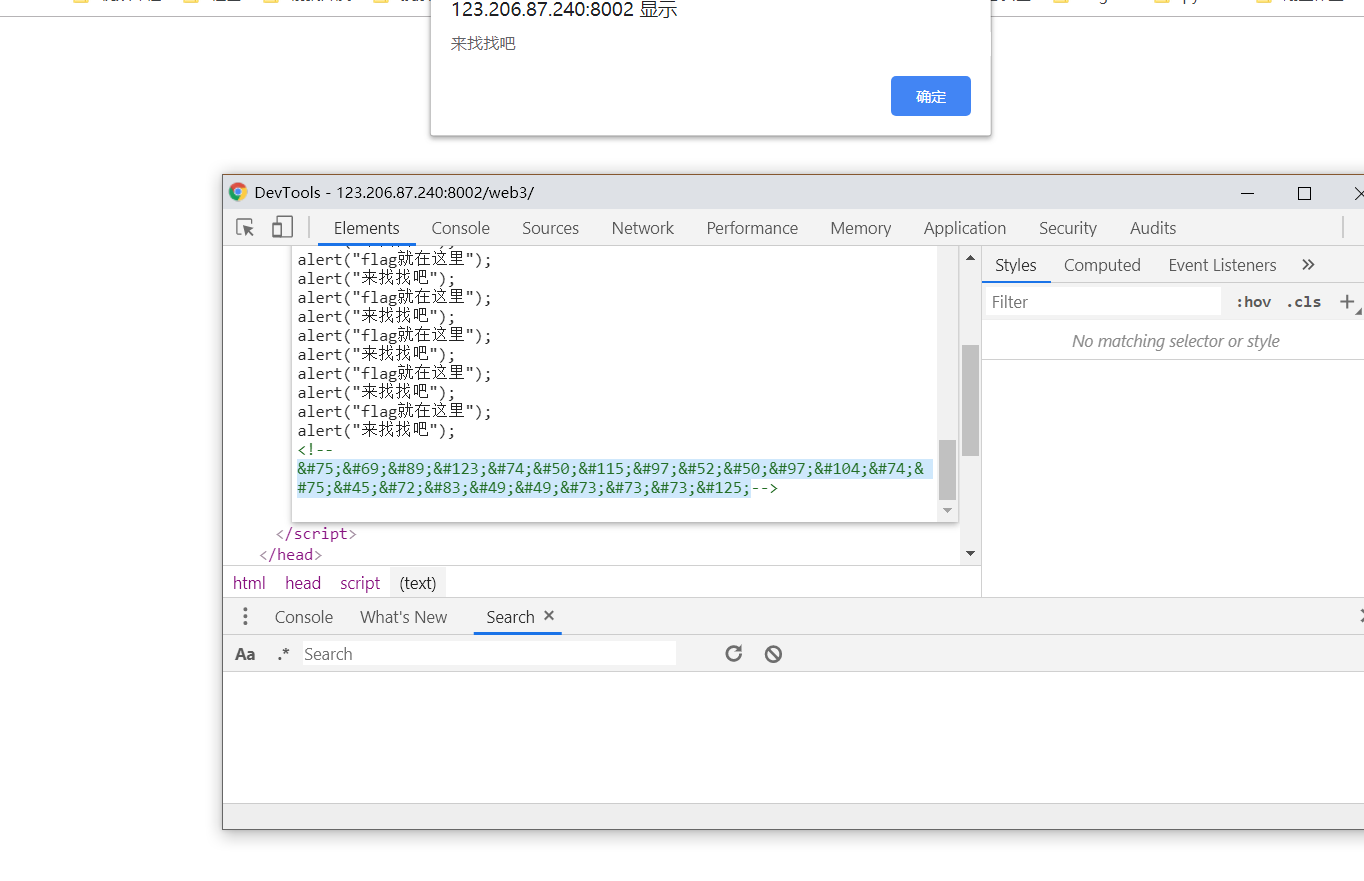 123.206.87.240:8002 显示
来找找吧
确定
DevTools - 123.206.87.240:8002/web3/
Elements Console Sources Network Performance Memory Application Security Audits
alert("flag就在这里");
alert("来找找吧");
alert("flag就在这里");
alert("来找找吧");
alert("flag就在这里");
alert("来找找吧");
alert("flag就在这里");
alert("来找找吧");
alert("flag就在这里");
alert("来找找吧");
<!--
&#75;&#69;&#89;&#123;&#74;&#50;&#115;&#97;&#52;&#50;&#97;&#104;&#74;&
#75;&#45;&#72;&#83;&#49;&#49;&#73;&#73;&#73;&#125;-->
</script>
</head>
Styles Computed Event Listeners »
Filter :hov .cls +
No matching selector or style
html head script (text)
Console What's New Search ×
Aa .* Search